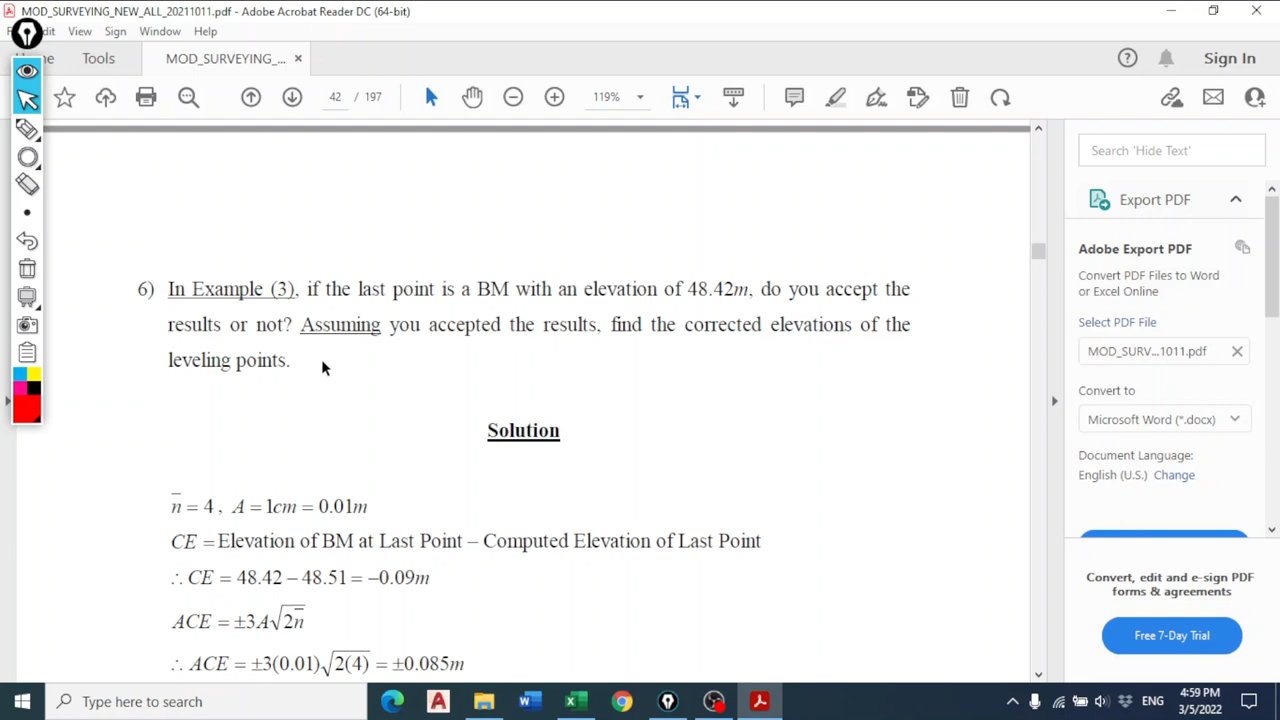 MOD_SURVEYING_NEW_ALL_20211011.pdf - Adobe Acrobat Reader DC (64-bit)
View Sign Window Help
Tools MOD_SURVEYING_... × Sign In
42 / 197 119%
6) In Example (3), if the last point is a BM with an elevation of 48.42m, do you accept the
results or not? Assuming you accepted the results, find the corrected elevations of the
leveling points.
Solution
n̅ = 4 , A = 1cm = 0.01m
CE = Elevation of BM at Last Point – Computed Elevation of Last Point
∴ CE = 48.42 − 48.51 = −0.09m
ACE = ±3A√2n̅
∴ ACE = ±3(0.01)√2(4) = ±0.085m
Search 'Hide Text'
Export PDF
Adobe Export PDF
Convert PDF Files to Word
or Excel Online
Select PDF File
MOD_SURV...1011.pdf ×
Convert to
Microsoft Word (*.docx)
Document Language:
English (U.S.) Change
Convert, edit and e-sign PDF
forms & agreements
Free 7-Day Trial
Type here to search
ENG
4:59 PM
3/5/2022